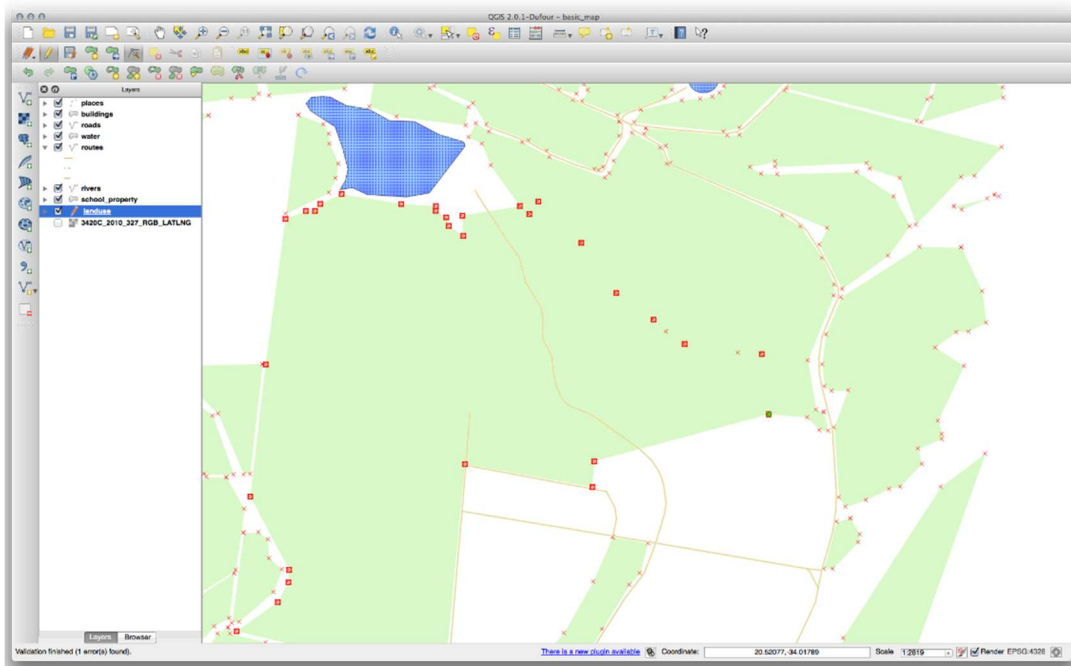 QGIS 2.0.1-Dufour - basic_map
Layers
places
buildings
roads
water
routes
rivers
school_property
landuse
3420C_2010_327_RGB_LATLNG
Layers Browser
Validation finished (1 error(s) found). There is a new plugin available Coordinate: 20.52077,-34.01789 Scale 1:2619 Render EPSG:4326